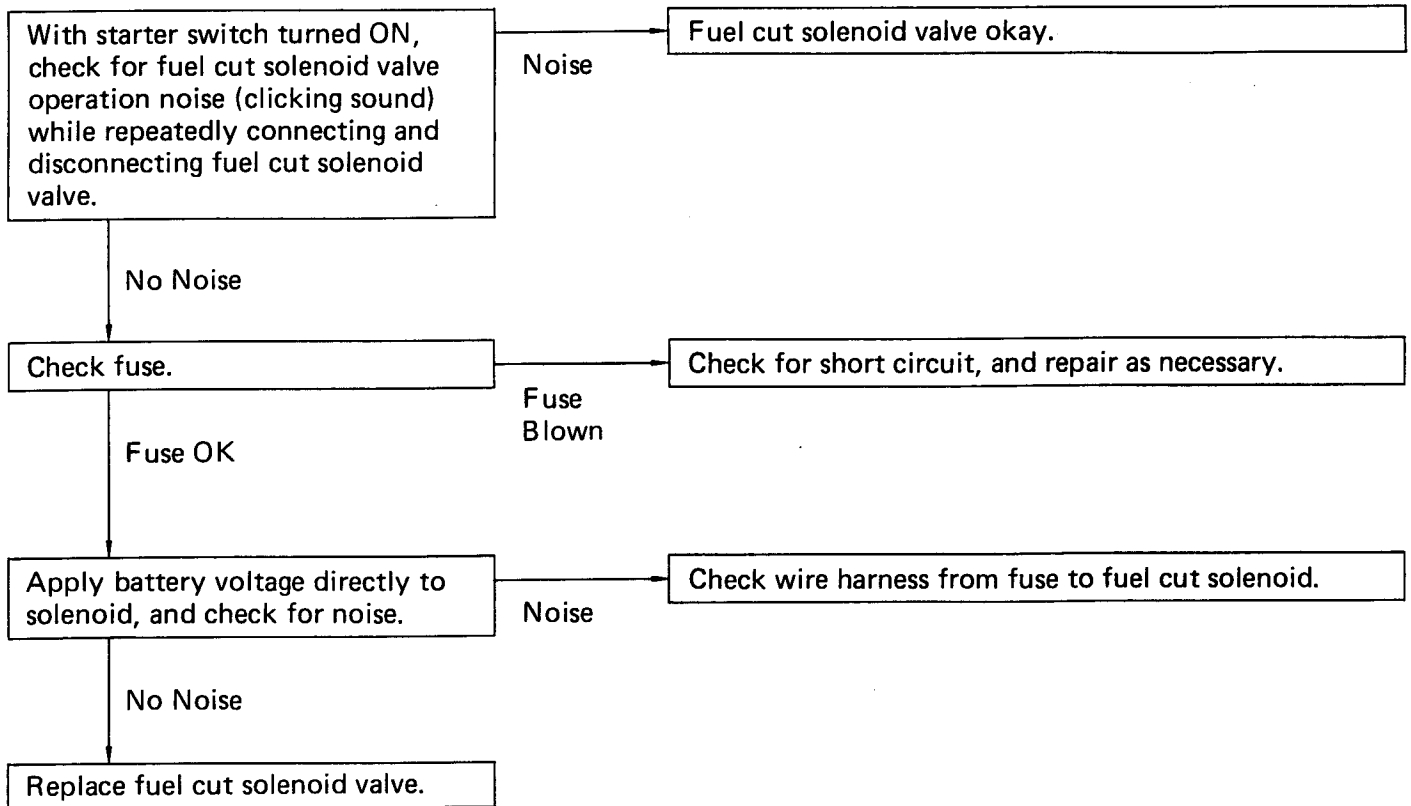 With starter switch turned ON,
check for fuel cut solenoid valve
operation noise (clicking sound)
while repeatedly connecting and
disconnecting fuel cut solenoid
valve.
Noise
Fuel cut solenoid valve okay.
No Noise
Check fuse.
Fuse
Blown
Check for short circuit, and repair as necessary.
Fuse OK
Apply battery voltage directly to
solenoid, and check for noise.
Noise
Check wire harness from fuse to fuel cut solenoid.
No Noise
Replace fuel cut solenoid valve.